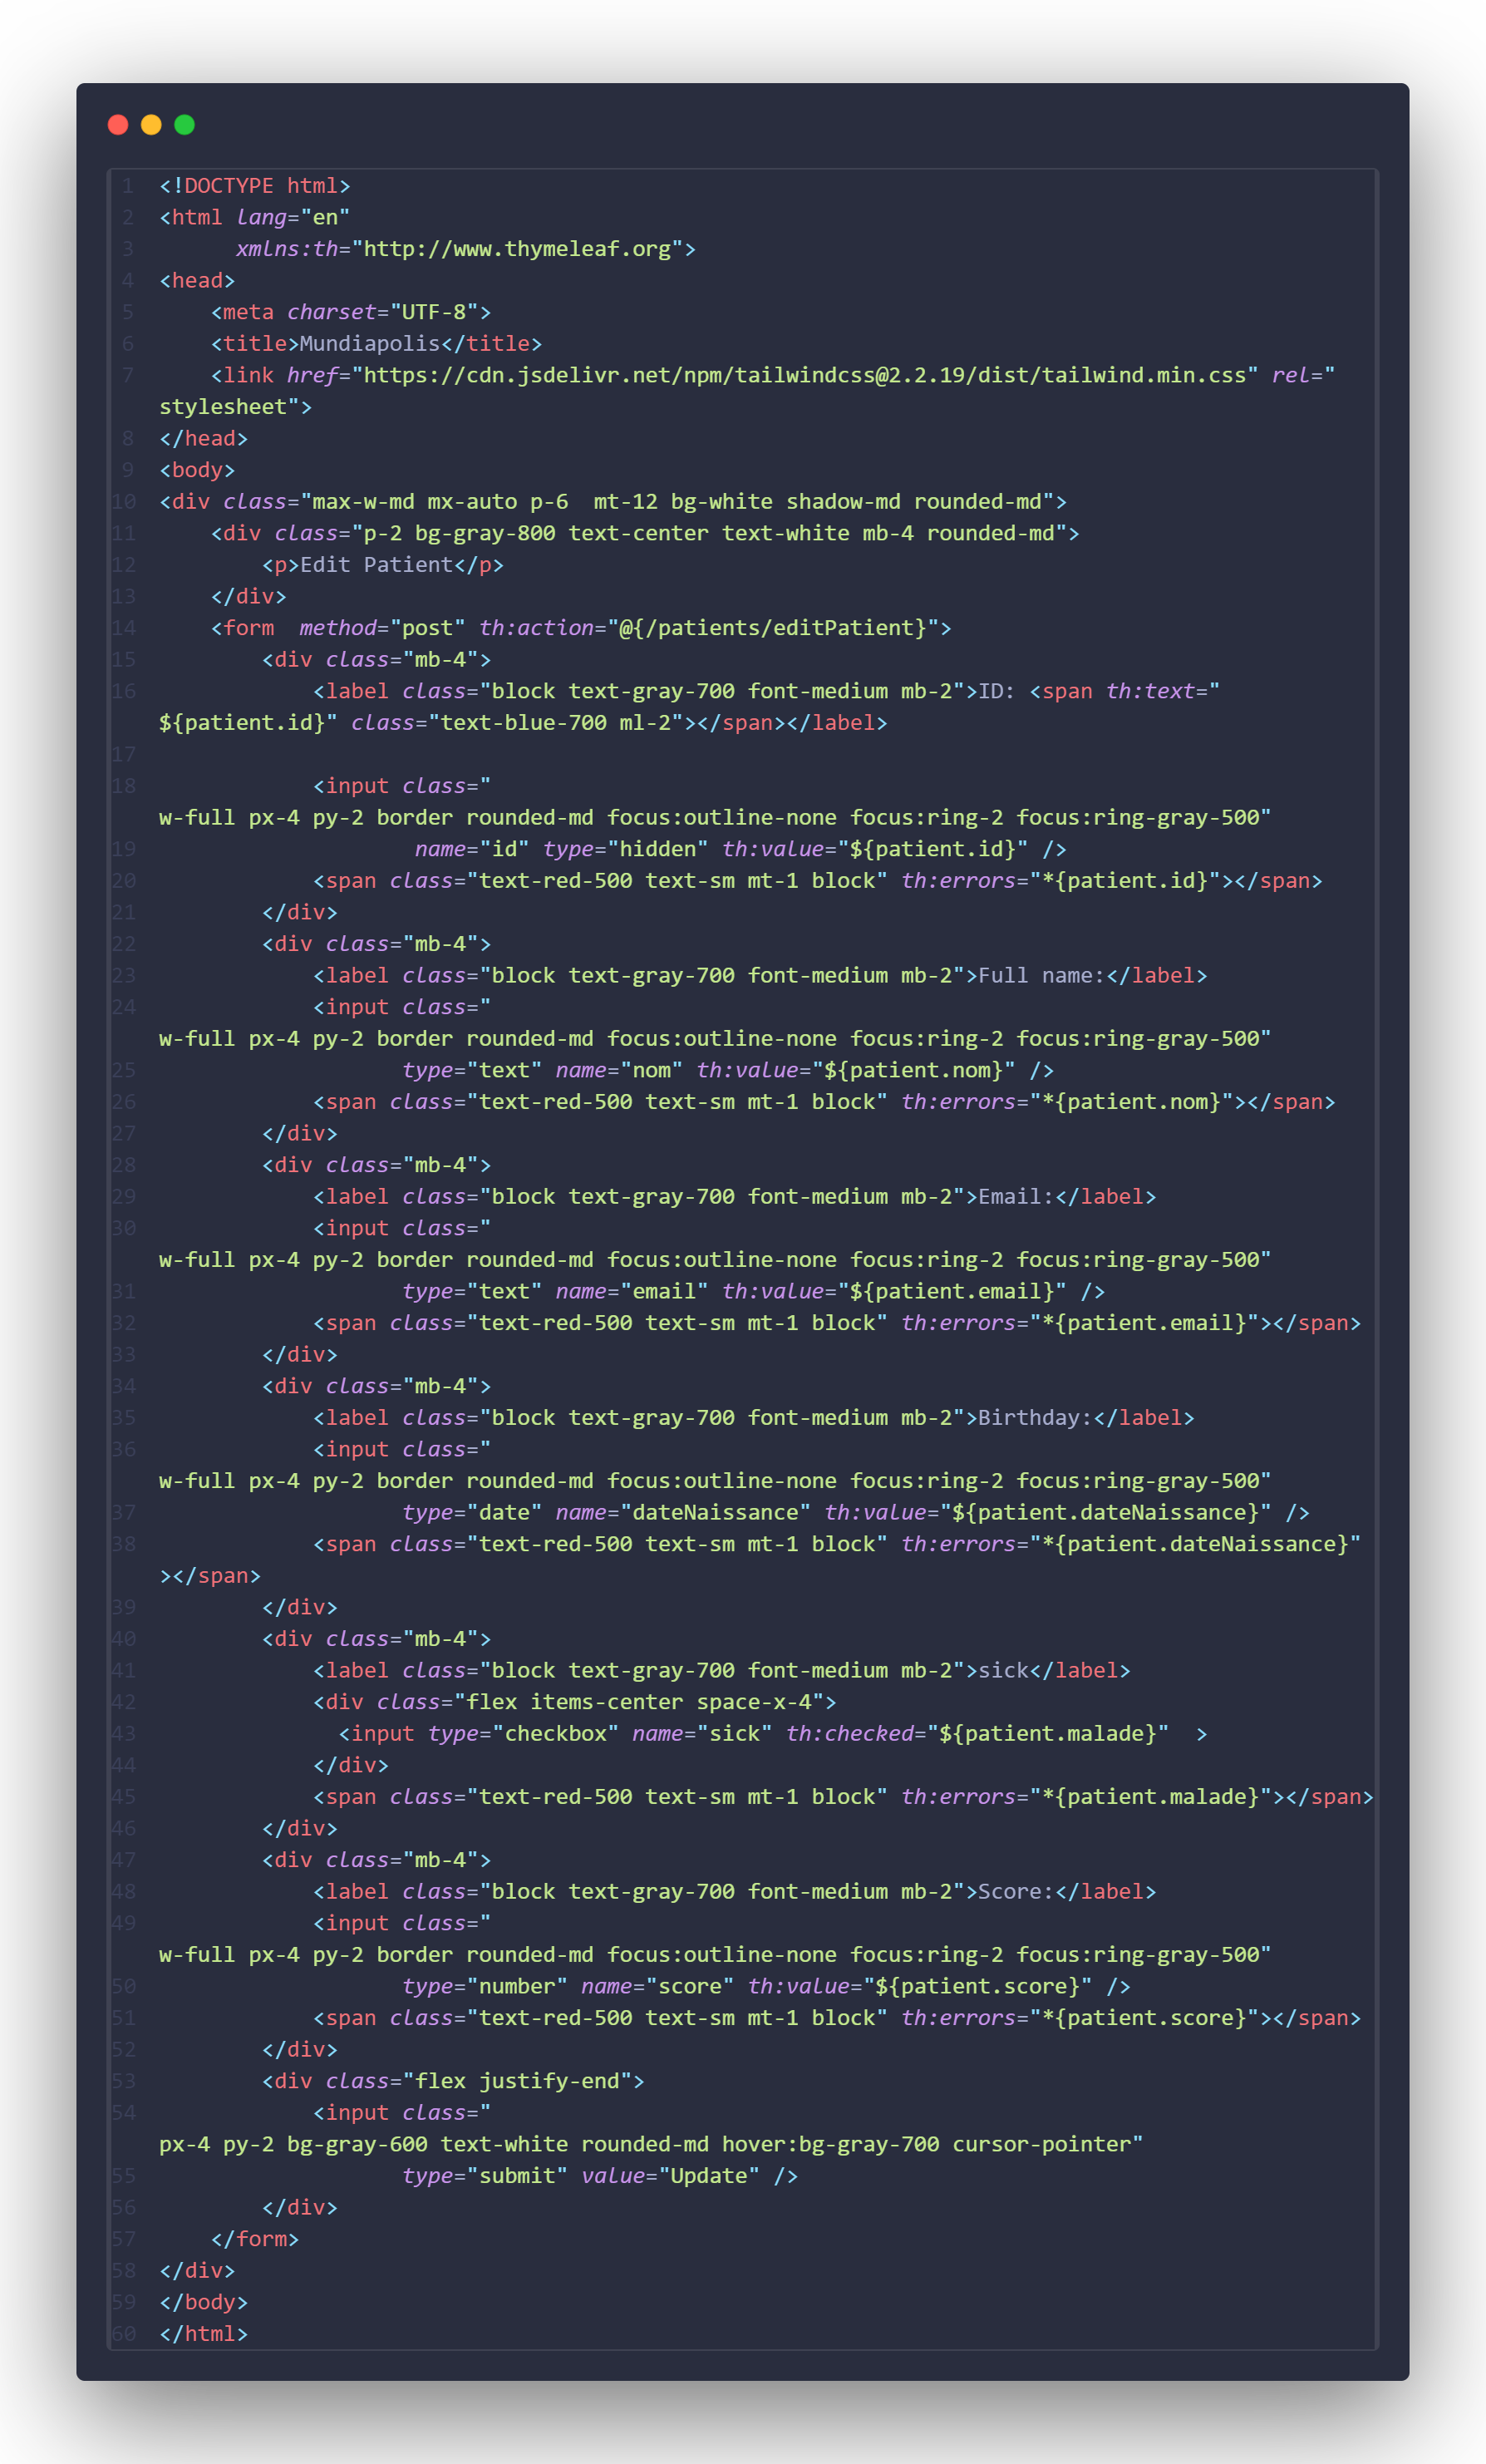 1 <!DOCTYPE html>
2 <html lang="en"
3       xmlns:th="http://www.thymeleaf.org">
4 <head>
5     <meta charset="UTF-8">
6     <title>Mundiapolis</title>
7     <link href="https://cdn.jsdelivr.net/npm/tailwindcss@2.2.19/dist/tailwind.min.css" rel="
stylesheet">
8 </head>
9 <body>
10 <div class="max-w-md mx-auto p-6  mt-12 bg-white shadow-md rounded-md">
11     <div class="p-2 bg-gray-800 text-center text-white mb-4 rounded-md">
12         <p>Edit Patient</p>
13     </div>
14     <form  method="post" th:action="@{/patients/editPatient}">
15         <div class="mb-4">
16             <label class="block text-gray-700 font-medium mb-2">ID: <span th:text="
${patient.id}" class="text-blue-700 ml-2"></span></label>
17
18             <input class="
w-full px-4 py-2 border rounded-md focus:outline-none focus:ring-2 focus:ring-gray-500"
19                     name="id" type="hidden" th:value="${patient.id}" />
20             <span class="text-red-500 text-sm mt-1 block" th:errors="*{patient.id}"></span>
21         </div>
22         <div class="mb-4">
23             <label class="block text-gray-700 font-medium mb-2">Full name:</label>
24             <input class="
w-full px-4 py-2 border rounded-md focus:outline-none focus:ring-2 focus:ring-gray-500"
25                    type="text" name="nom" th:value="${patient.nom}" />
26             <span class="text-red-500 text-sm mt-1 block" th:errors="*{patient.nom}"></span>
27         </div>
28         <div class="mb-4">
29             <label class="block text-gray-700 font-medium mb-2">Email:</label>
30             <input class="
w-full px-4 py-2 border rounded-md focus:outline-none focus:ring-2 focus:ring-gray-500"
31                    type="text" name="email" th:value="${patient.email}" />
32             <span class="text-red-500 text-sm mt-1 block" th:errors="*{patient.email}"></span>
33         </div>
34         <div class="mb-4">
35             <label class="block text-gray-700 font-medium mb-2">Birthday:</label>
36             <input class="
w-full px-4 py-2 border rounded-md focus:outline-none focus:ring-2 focus:ring-gray-500"
37                    type="date" name="dateNaissance" th:value="${patient.dateNaissance}" />
38             <span class="text-red-500 text-sm mt-1 block" th:errors="*{patient.dateNaissance}"
></span>
39         </div>
40         <div class="mb-4">
41             <label class="block text-gray-700 font-medium mb-2">sick</label>
42             <div class="flex items-center space-x-4">
43               <input type="checkbox" name="sick" th:checked="${patient.malade}"  >
44             </div>
45             <span class="text-red-500 text-sm mt-1 block" th:errors="*{patient.malade}"></span>
46         </div>
47         <div class="mb-4">
48             <label class="block text-gray-700 font-medium mb-2">Score:</label>
49             <input class="
w-full px-4 py-2 border rounded-md focus:outline-none focus:ring-2 focus:ring-gray-500"
50                    type="number" name="score" th:value="${patient.score}" />
51             <span class="text-red-500 text-sm mt-1 block" th:errors="*{patient.score}"></span>
52         </div>
53         <div class="flex justify-end">
54             <input class="
px-4 py-2 bg-gray-600 text-white rounded-md hover:bg-gray-700 cursor-pointer"
55                    type="submit" value="Update" />
56         </div>
57     </form>
58 </div>
59 </body>
60 </html>